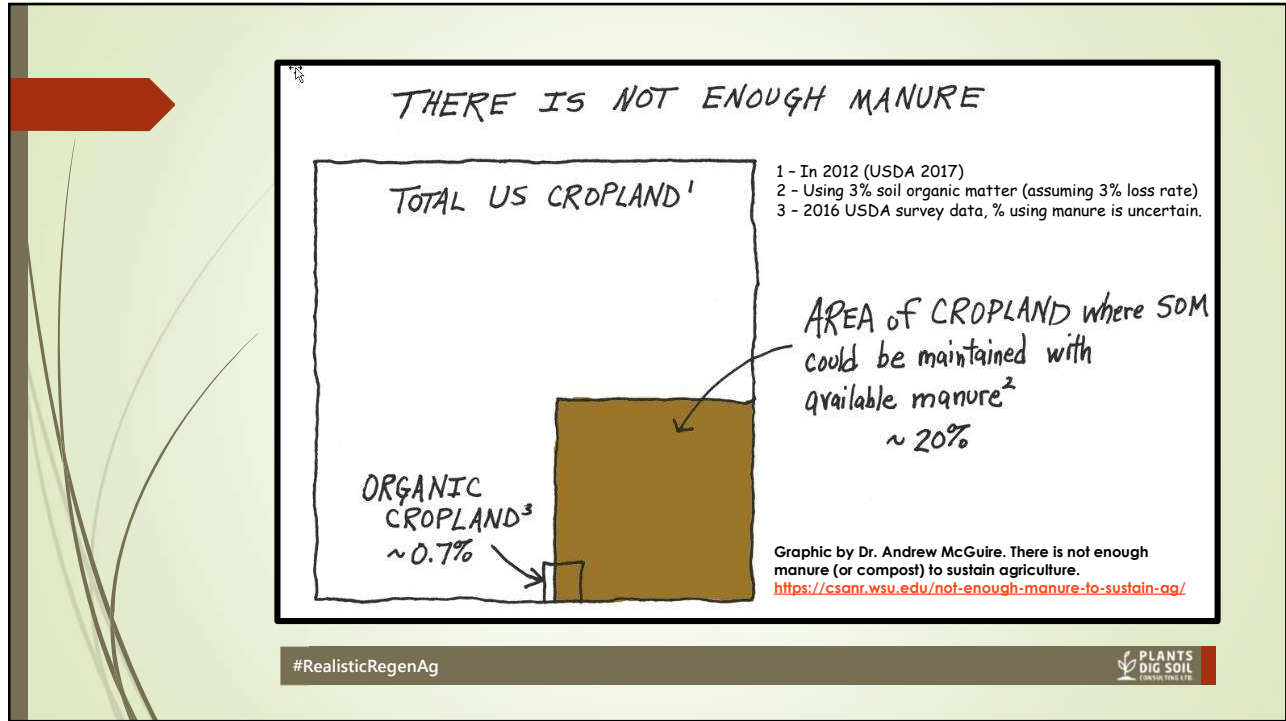 THERE IS NOT ENOUGH MANURE
TOTAL US CROPLAND¹
1 – In 2012 (USDA 2017)
2 – Using 3% soil organic matter (assuming 3% loss rate)
3 – 2016 USDA survey data, % using manure is uncertain.
AREA of CROPLAND where SOM
could be maintained with
available manure²
~ 20%
ORGANIC
CROPLAND³
~ 0.7%
Graphic by Dr. Andrew McGuire. There is not enough
manure (or compost) to sustain agriculture.
https://csanr.wsu.edu/not-enough-manure-to-sustain-ag/
#RealisticRegenAg
PLANTS
DIG SOIL
CONSULTING LTD.